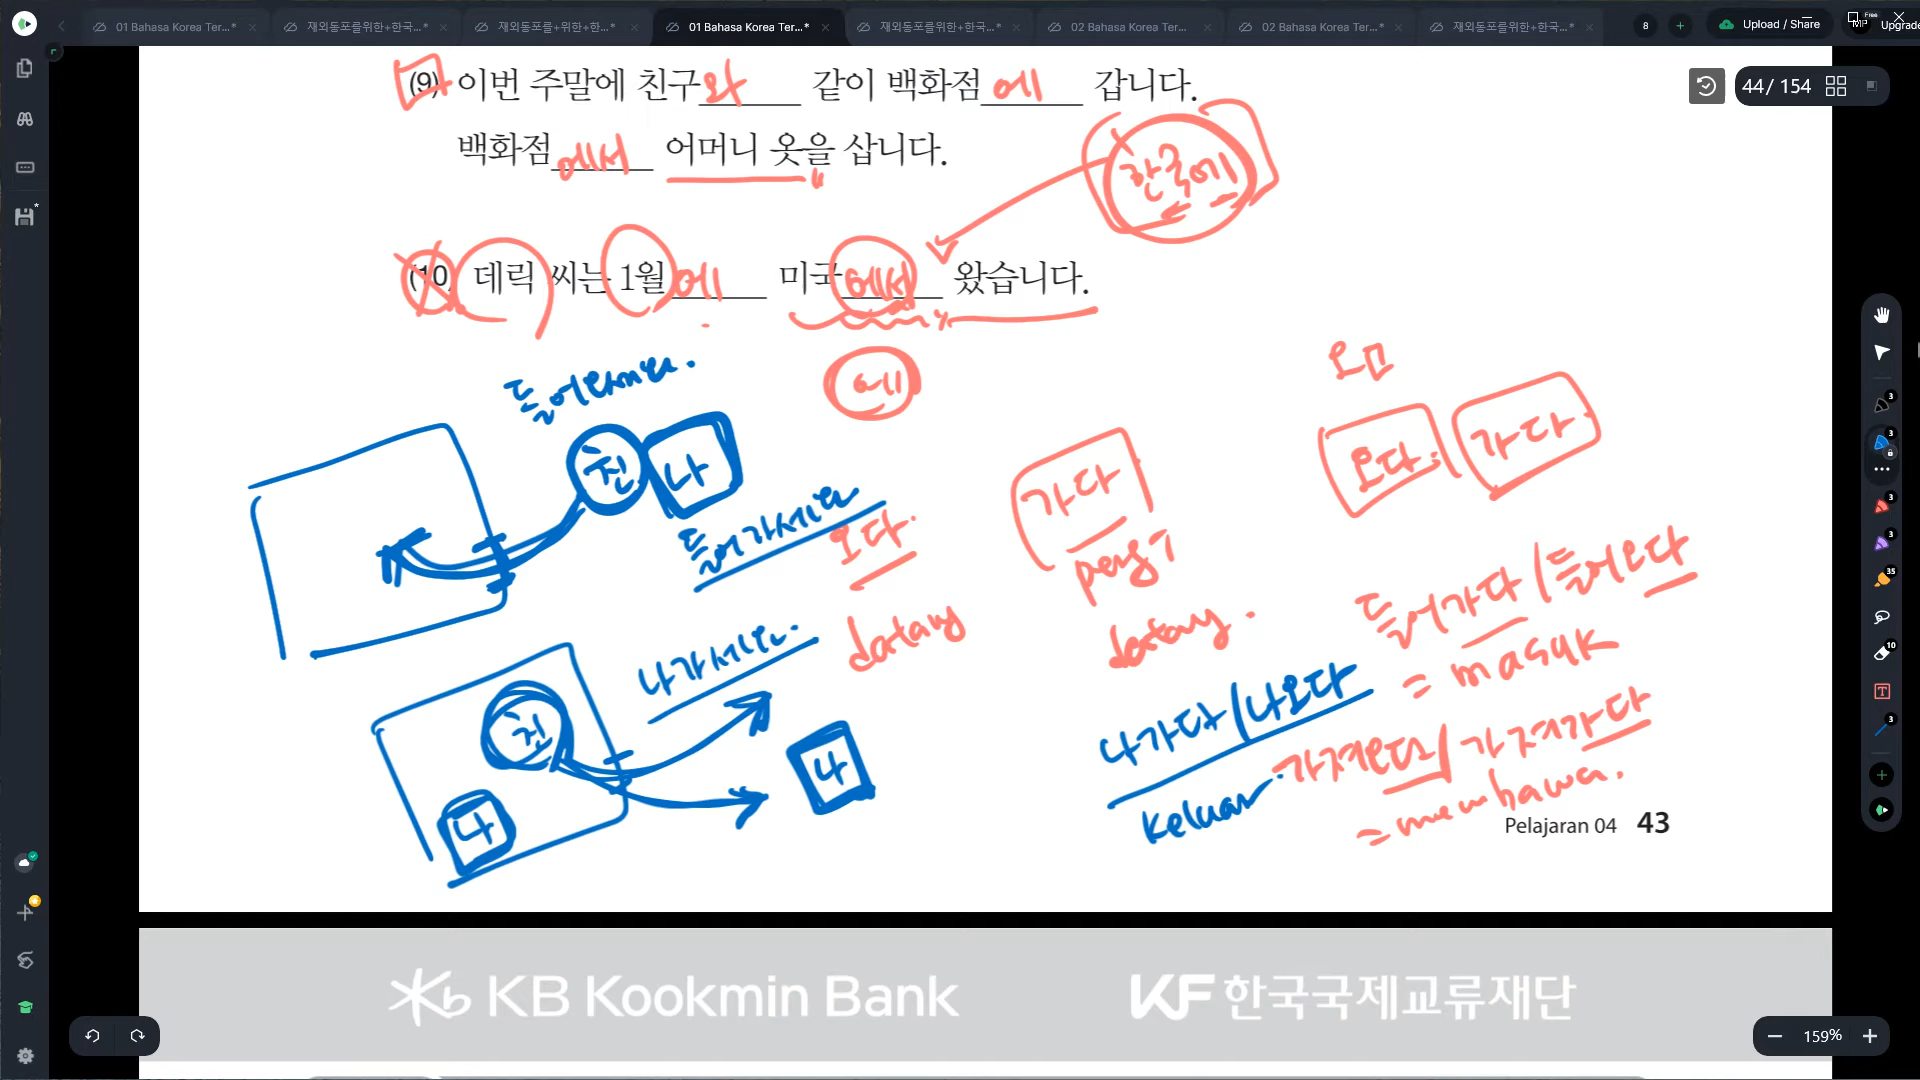 01 Bahasa Korea Ter...*
재외동포를위한+한국...*
재외동포를+위한+한...*
01 Bahasa Korea Ter...*
재외동포를위한+한국...*
02 Bahasa Korea Ter...*
02 Bahasa Korea Ter...*
재외동포를위한+한국...*
8
Upload / Share
Free
Upgrade
44 / 154
(9) 이번 주말에 친구와 같이 백화점에 갑니다.
백화점에서 어머니 옷을 삽니다.
한국에
(10) 데릭 씨는 1월에 미국에서 왔습니다.
에
들어오세요.
친 나
들어가세요
오다.
datang
가다
pergi
datang.
오다. 가다
들어가다/들어오다
= masuk
나가세요.
친
나
나
나가다/나오다
keluar
가져오다/가져가다
= membawa.
Pelajaran 04 43
KB Kookmin Bank
KF 한국국제교류재단
159%
3
3
3
3
35
10
3